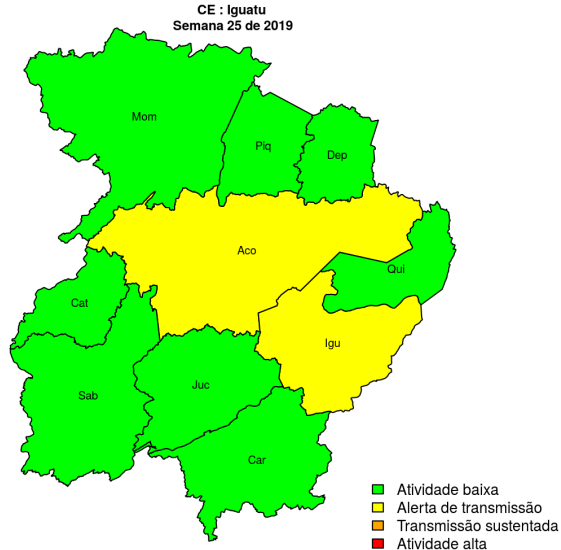 CE : Iguatu
Semana 25 de 2019
Mom
Piq
Dep
Aco
Qui
Cat
Igu
Juc
Sab
Car
Atividade baixa
Alerta de transmissão
Transmissão sustentada
Atividade alta